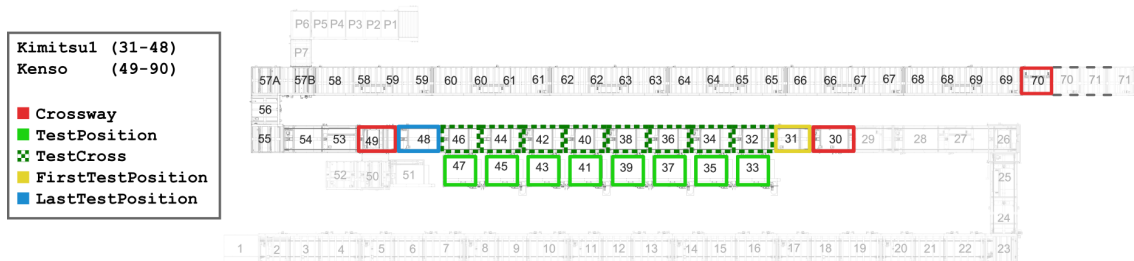 P6 P5 P4 P3 P2 P1
Kimitsu1 (31-48)
Kenso (49-90)
P7
57A 57B 58 58 59 59 60 60 61 61 62 62 63 63 64 64 65 65 66 66 67 67 68 68 69 69 70 70 71 71
56
Crossway
TestPosition
TestCross
FirstTestPosition
LastTestPosition
55 54 53 49 48 46 44 42 40 38 36 34 32 31 30 29 28 27 26
52 50 51 47 45 43 41 39 37 35 33
25
24
1 2 3 4 5 6 7 8 9 10 11 12 13 14 15 16 17 18 19 20 21 22 23